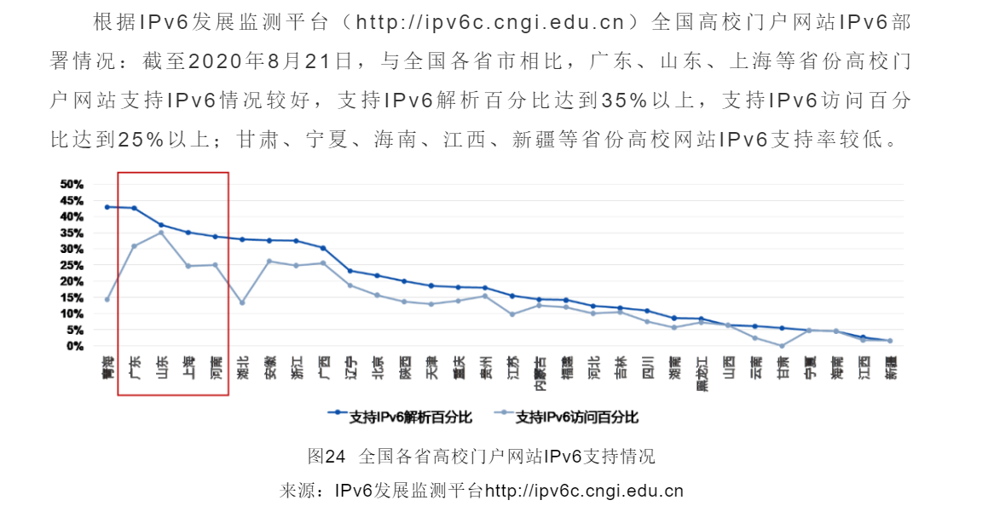 根据IPv6发展监测平台（http://ipv6c.cngi.edu.cn）全国高校门户网站IPv6部
署情况：截至2020年8月21日，与全国各省市相比，广东、山东、上海等省份高校门
户网站支持IPv6情况较好，支持IPv6解析百分比达到35%以上，支持IPv6访问百分
比达到25%以上；甘肃、宁夏、海南、江西、新疆等省份高校网站IPv6支持率较低。
50%
45%
40%
35%
30%
25%
20%
15%
10%
5%
0%
青海
广东
山东
上海
河南
湖北
安徽
浙江
广西
辽宁
北京
陕西
天津
重庆
贵州
江苏
内蒙古
福建
河北
吉林
四川
湖南
黑龙江
山西
云南
甘肃
宁夏
海南
江西
新疆
支持IPv6解析百分比
支持IPv6访问百分比
图24 全国各省高校门户网站IPv6支持情况
来源：IPv6发展监测平台http://ipv6c.cngi.edu.cn